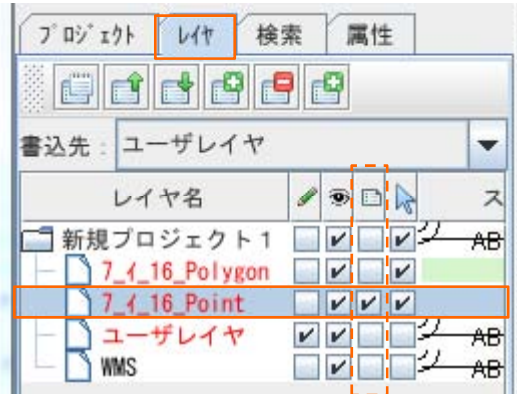 プロジェクト レイヤ 検索 属性
書込先： ユーザレイヤ
レイヤ名 ス
新規プロジェクト１ AB
7_ｲ_16_Polygon
7_ｲ_16_Point
ユーザレイヤ AB
WMS AB